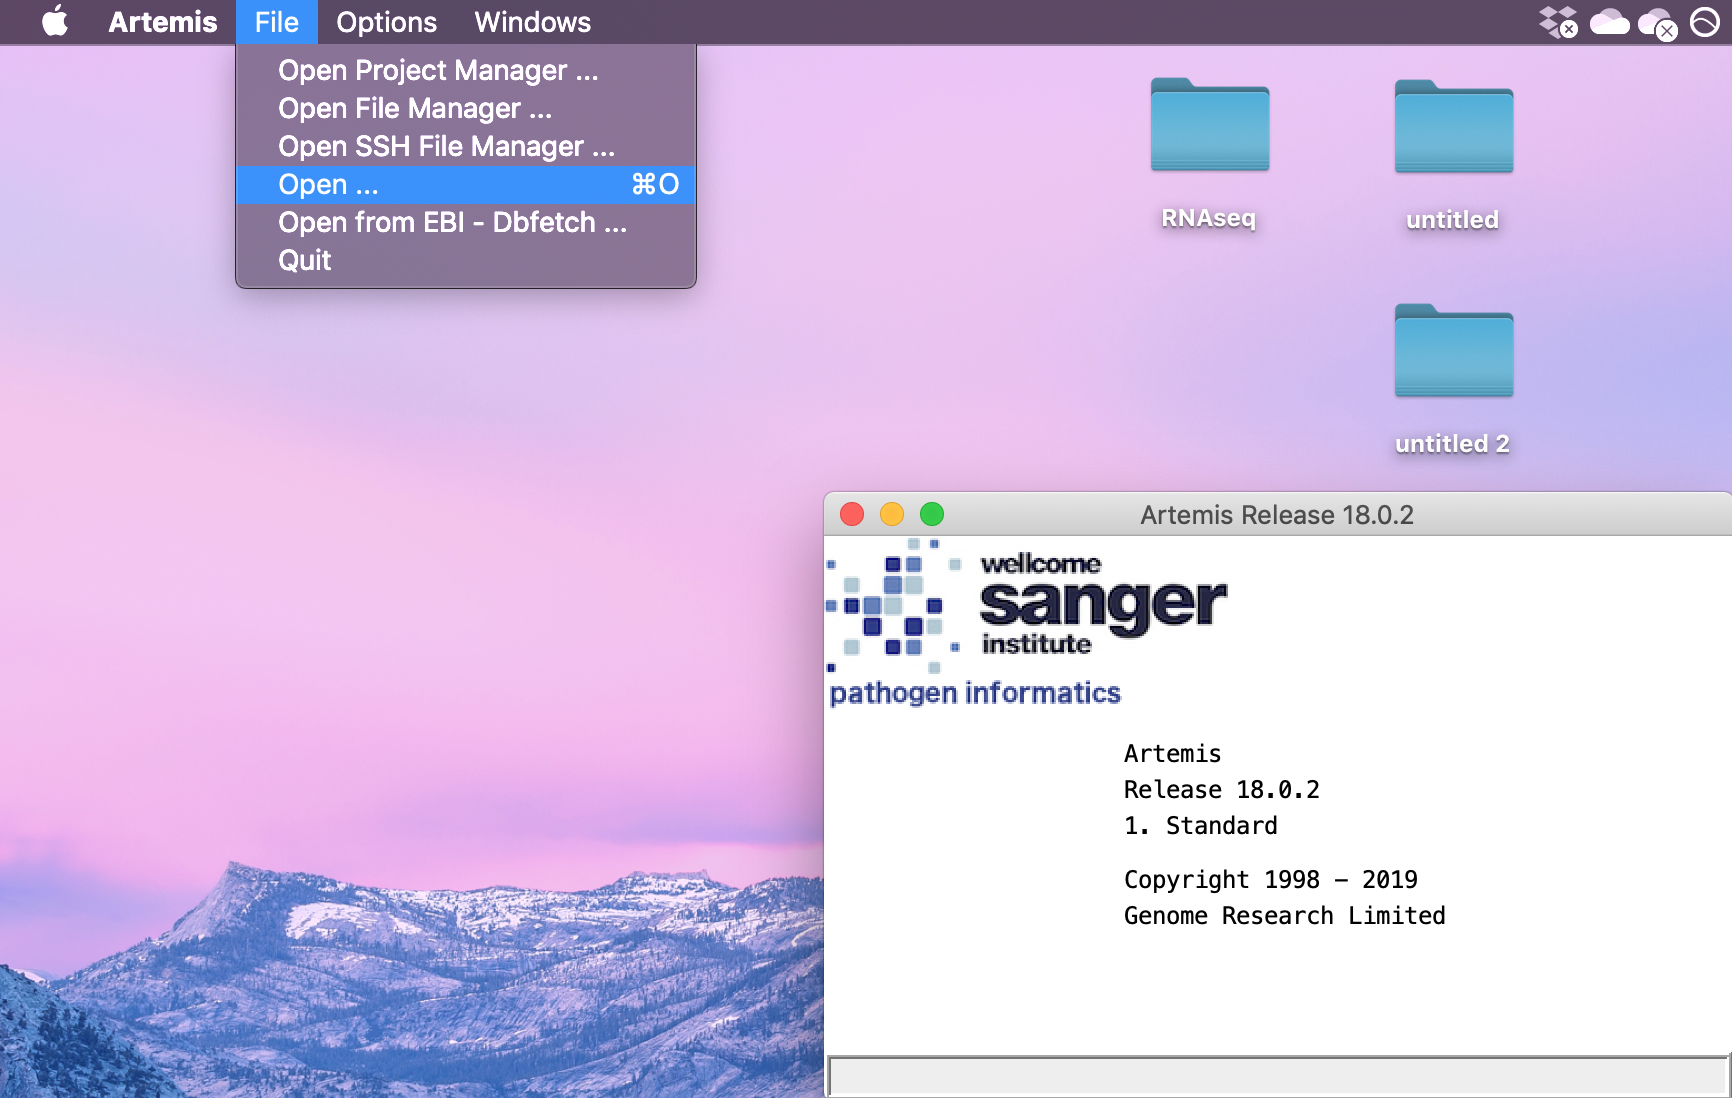 Artemis File Options Windows
Open Project Manager ...
Open File Manager ...
Open SSH File Manager ...
Open ... ⌘O
Open from EBI - Dbfetch ...
Quit
RNAseq untitled
untitled 2
Artemis Release 18.0.2
wellcome
sanger
institute
pathogen informatics
Artemis
Release 18.0.2
1. Standard
Copyright 1998 - 2019
Genome Research Limited